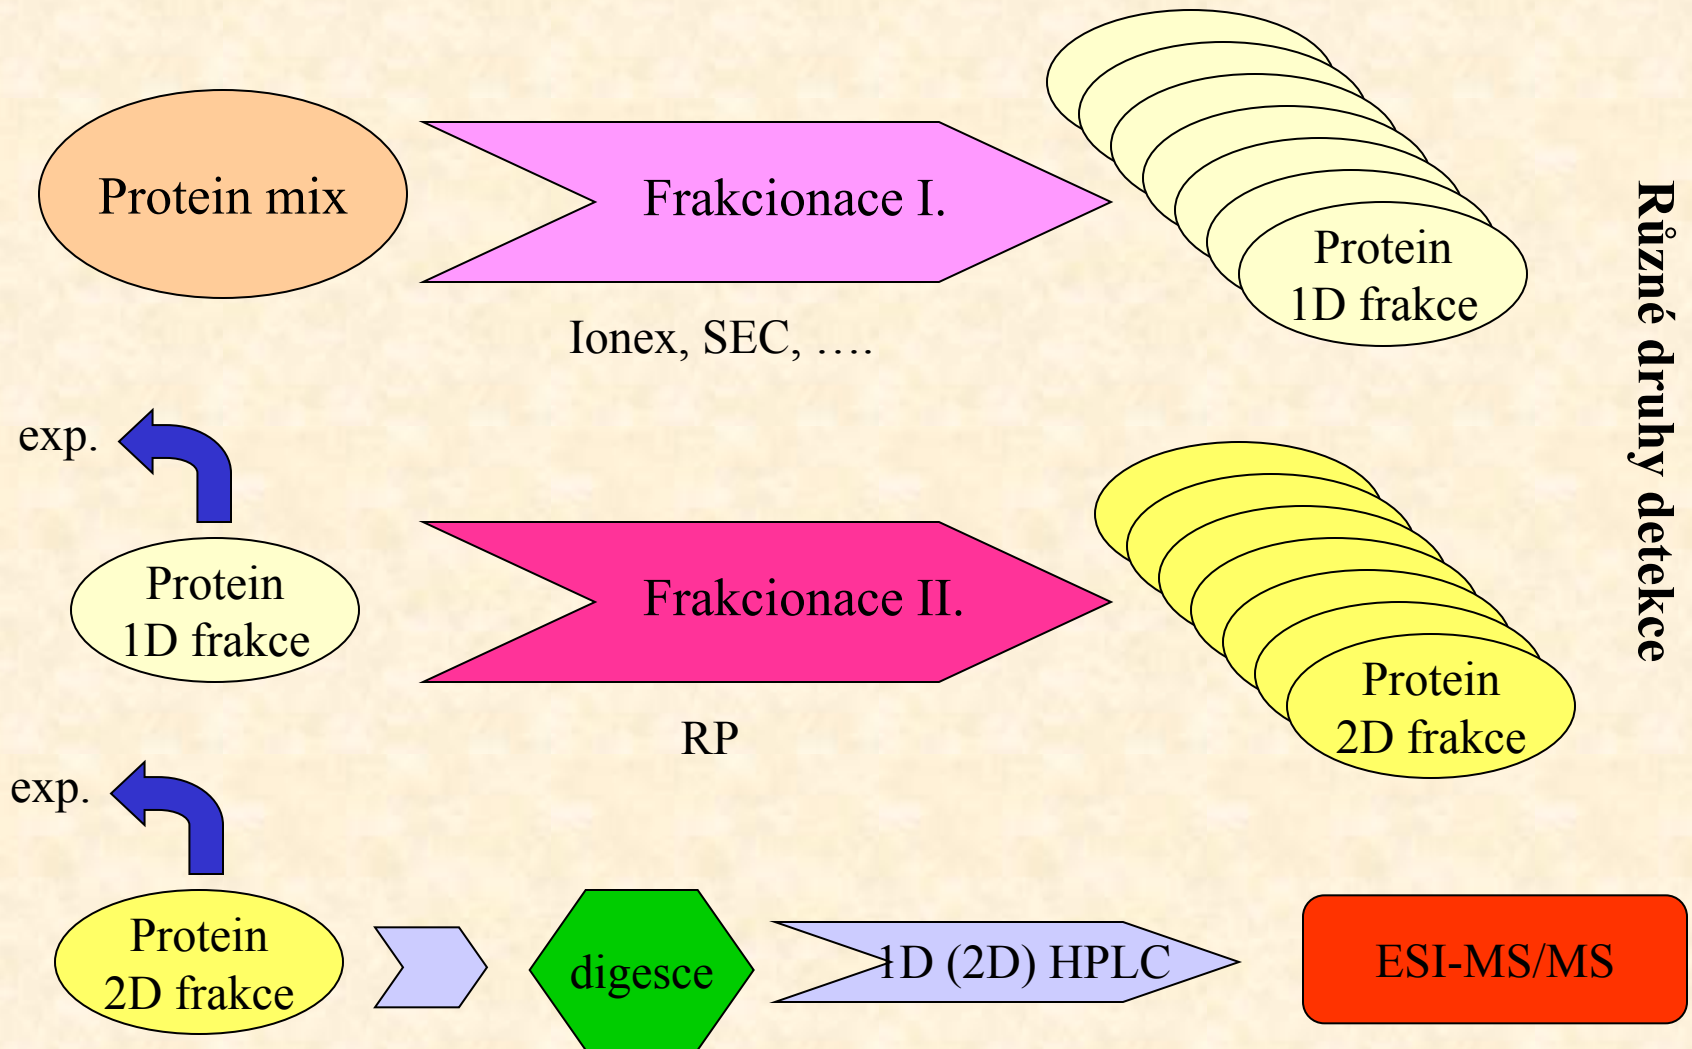 Protein mix
Frakcionace I.
Protein
1D frakce
Ionex, SEC, ….
Různé druhy detekce
exp.
Protein
1D frakce
Frakcionace II.
RP
Protein
2D frakce
exp.
Protein
2D frakce
digesce
1D (2D) HPLC
ESI-MS/MS